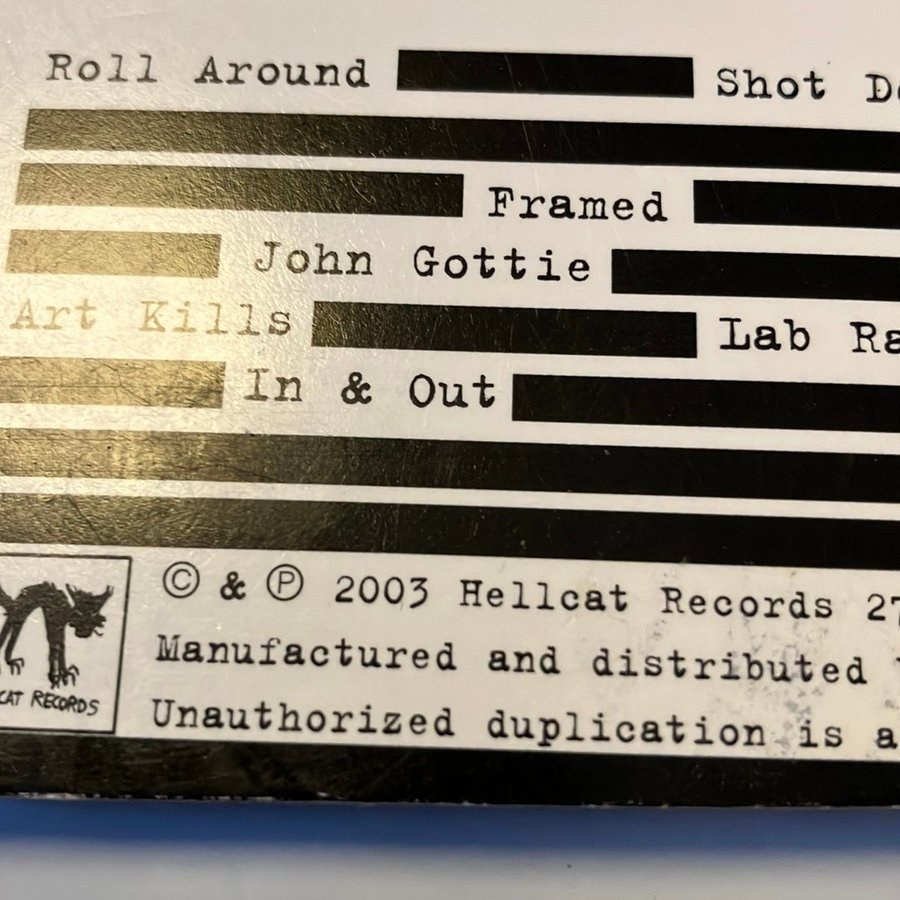 Roll Around Shot
Framed
John Gottie
Art Kills Lab
In & Out
© & ℗ 2003 Hellcat Records
Manufactured and distributed
Unauthorized duplication is
CAT RECORDS